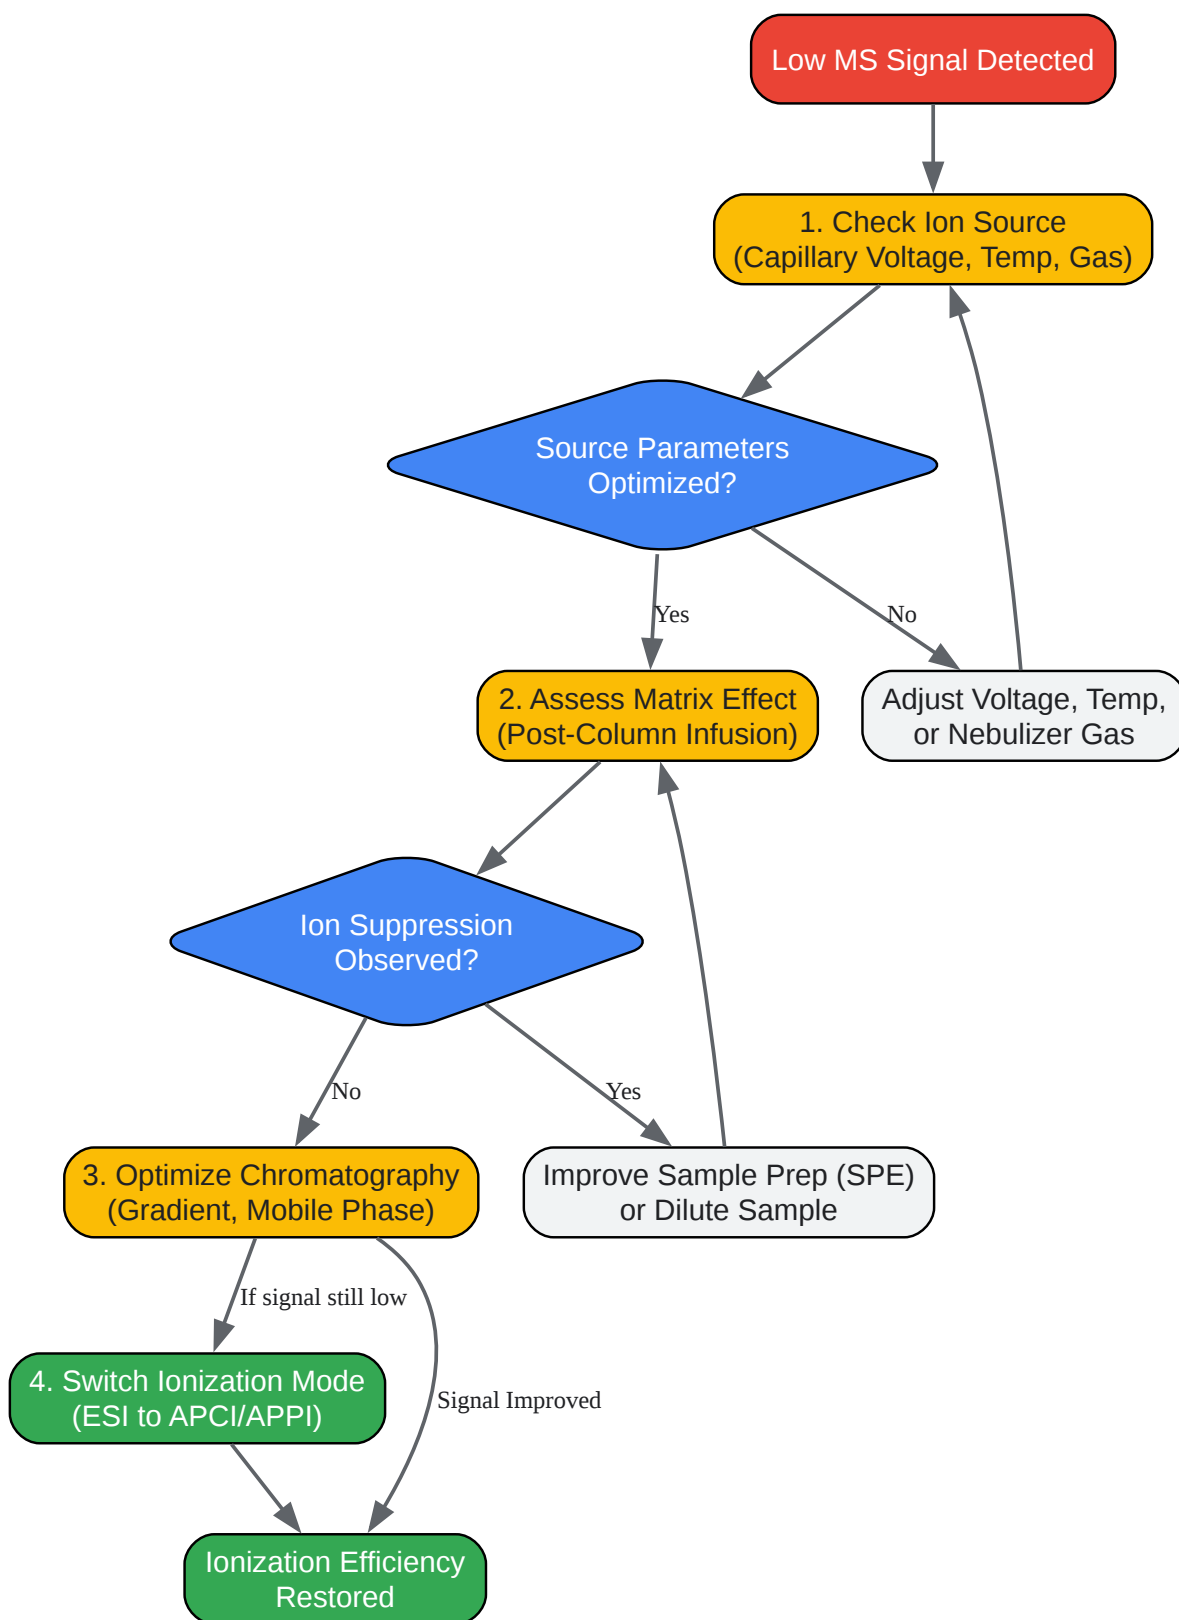 Low MS Signal Detected
1. Check Ion Source
(Capillary Voltage, Temp, Gas)
Source Parameters
Optimized?
Yes
No
2. Assess Matrix Effect
(Post-Column Infusion)
Adjust Voltage, Temp,
or Nebulizer Gas
Ion Suppression
Observed?
No
Yes
3. Optimize Chromatography
(Gradient, Mobile Phase)
Improve Sample Prep (SPE)
or Dilute Sample
If signal still low
4. Switch Ionization Mode
(ESI to APCI/APPI)
Signal Improved
Ionization Efficiency
Restored